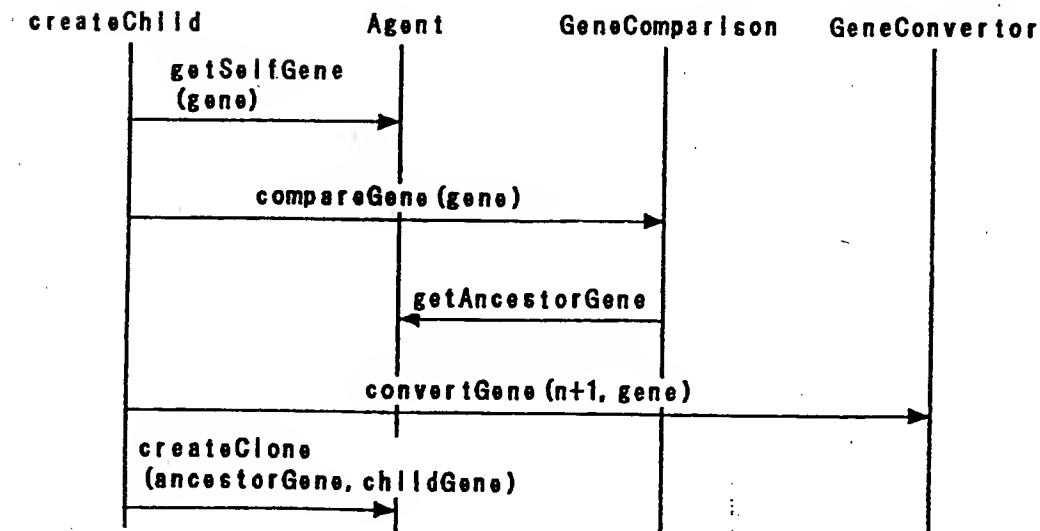 createChild Agent GeneComparison GeneConvertor
getSelfGene
(gene)
compareGene (gene)
getAncestorGene
convertGene (n+1, gene)
createClone
(ancestorGene, childGene)